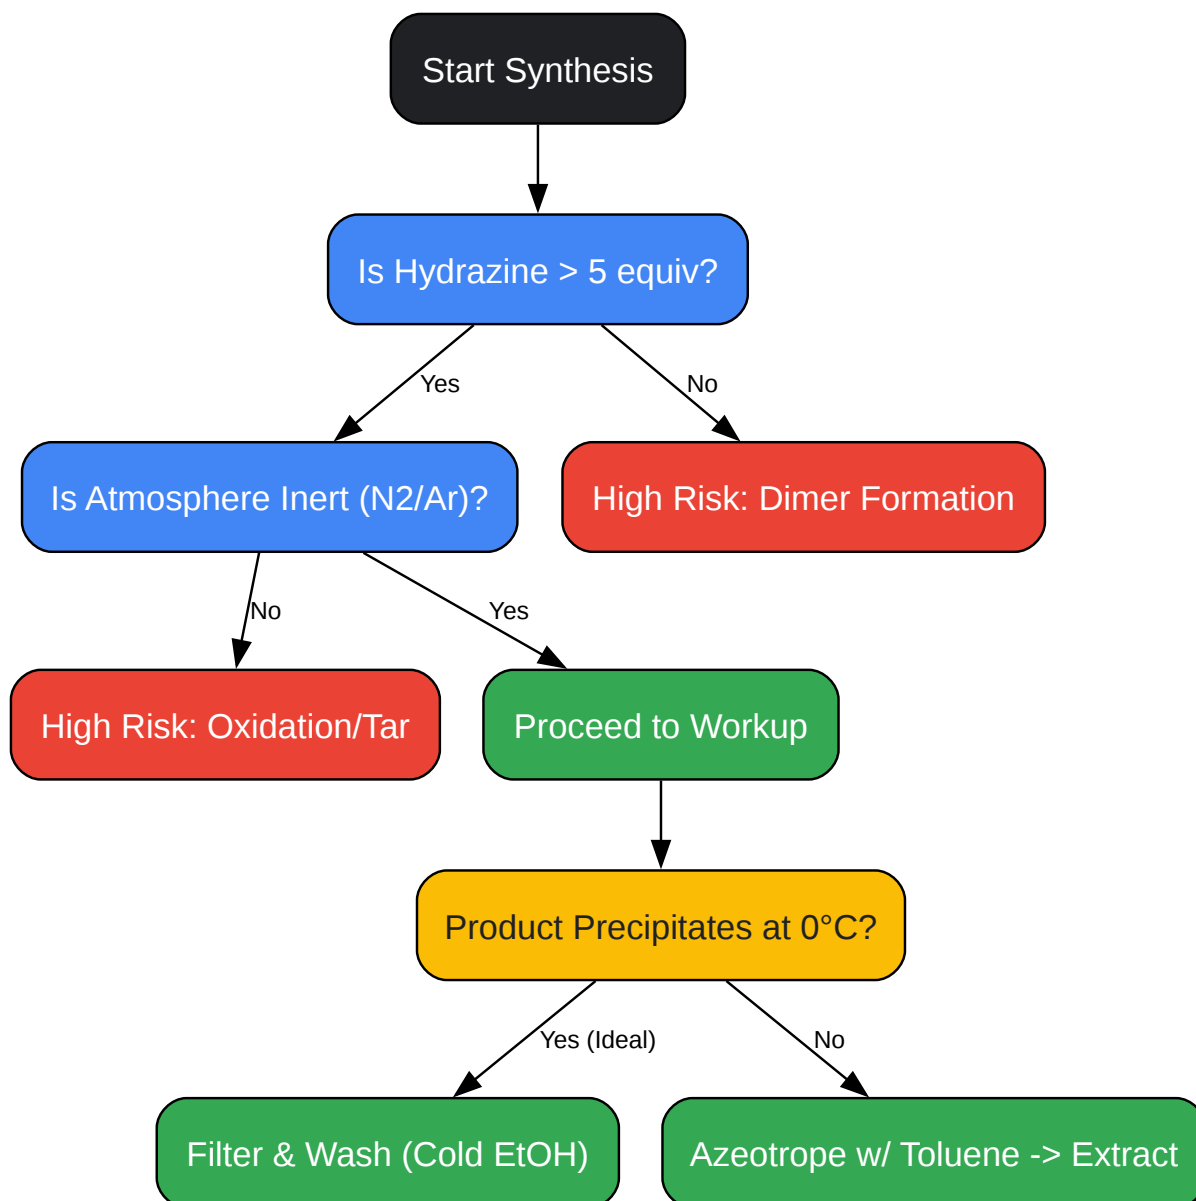 Start Synthesis
Is Hydrazine > 5 equiv?
Yes
No
Is Atmosphere Inert (N2/Ar)?
High Risk: Dimer Formation
No
Yes
High Risk: Oxidation/Tar
Proceed to Workup
Product Precipitates at 0°C?
Yes (Ideal)
No
Filter & Wash (Cold EtOH)
Azeotrope w/ Toluene -> Extract